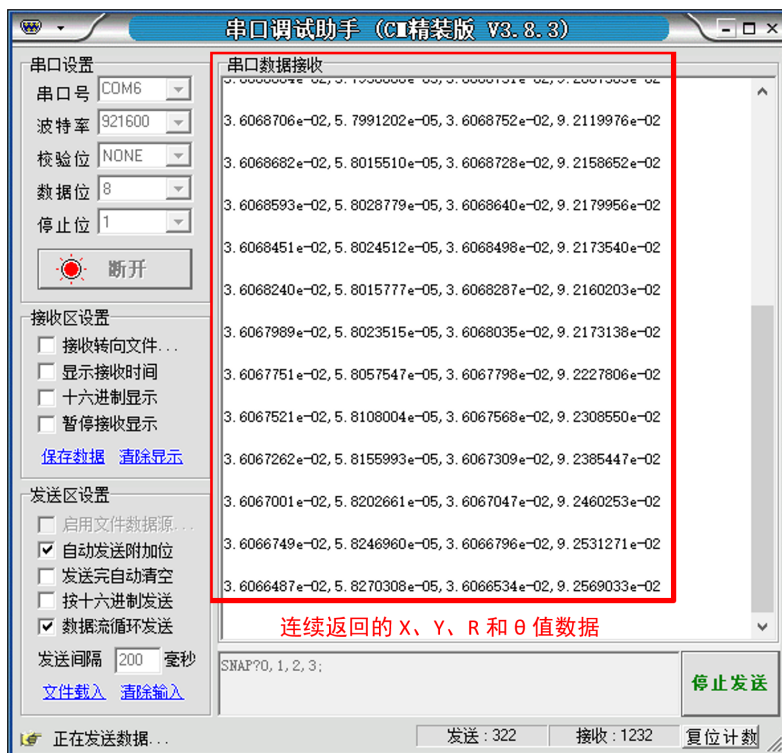 串口调试助手 (CM精装版 V3.8.3)
串口设置
串口号 COM6
波特率 921600
校验位 NONE
数据位 8
停止位 1
断开
接收区设置
接收转向文件...
显示接收时间
十六进制显示
暂停接收显示
保存数据 清除显示
发送区设置
启用文件数据源...
自动发送附加位
发送完自动清空
按十六进制发送
数据流循环发送
发送间隔 200 毫秒
文件载入 清除输入
串口数据接收
3.6068706e-02,5.7991202e-05,3.6068752e-02,9.2119976e-02
3.6068682e-02,5.8015510e-05,3.6068728e-02,9.2158652e-02
3.6068593e-02,5.8028779e-05,3.6068640e-02,9.2179956e-02
3.6068451e-02,5.8024512e-05,3.6068498e-02,9.2173540e-02
3.6068240e-02,5.8015777e-05,3.6068287e-02,9.2160203e-02
3.6067989e-02,5.8023515e-05,3.6068035e-02,9.2173138e-02
3.6067751e-02,5.8057547e-05,3.6067798e-02,9.2227806e-02
3.6067521e-02,5.8108004e-05,3.6067568e-02,9.2308550e-02
3.6067262e-02,5.8155993e-05,3.6067309e-02,9.2385447e-02
3.6067001e-02,5.8202661e-05,3.6067047e-02,9.2460253e-02
3.6066749e-02,5.8246960e-05,3.6066796e-02,9.2531271e-02
3.6066487e-02,5.8270308e-05,3.6066534e-02,9.2569033e-02
连续返回的 X、Y、R 和 θ 值数据
SNAP?0,1,2,3;
停止发送
正在发送数据...
发送:322
接收:1232
复位计数